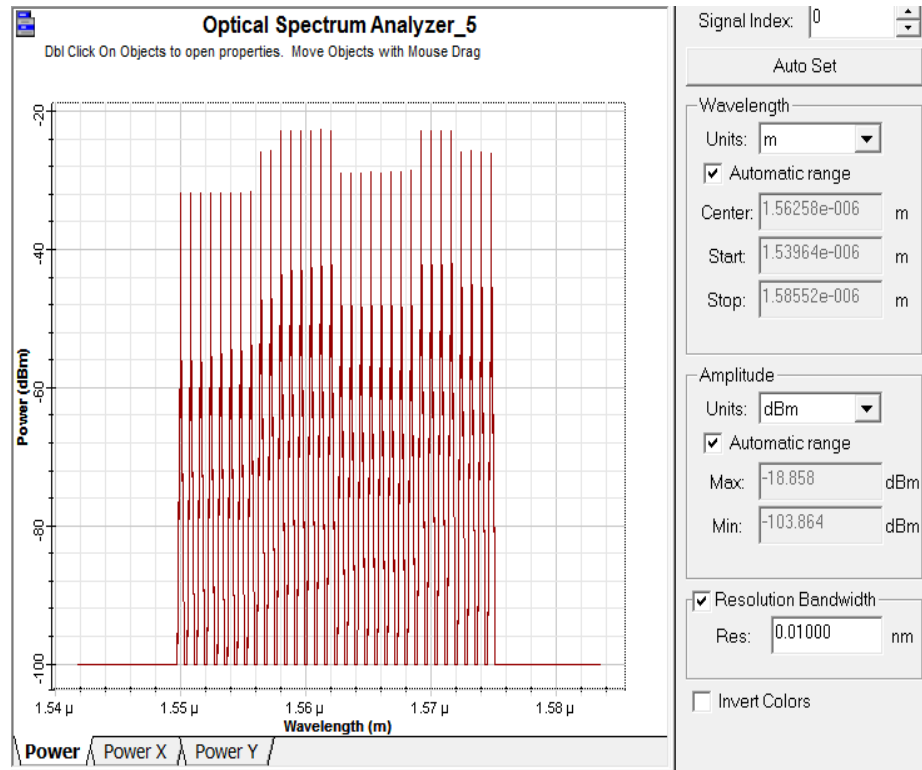 Optical Spectrum Analyzer_5
Dbl Click On Objects to open properties. Move Objects with Mouse Drag
Power (dBm)
-20
-40
-60
-80
-100
1.54 µ
1.55 µ
1.56 µ
1.57 µ
1.58 µ
Wavelength (m)
Power
Power X
Power Y
Signal Index: 0
Auto Set
Wavelength
Units: m
Automatic range
Center: 1.56258e-006 m
Start: 1.53964e-006 m
Stop: 1.58552e-006 m
Amplitude
Units: dBm
Automatic range
Max: -18.858 dBm
Min: -103.864 dBm
Resolution Bandwidth
Res: 0.01000 nm
Invert Colors